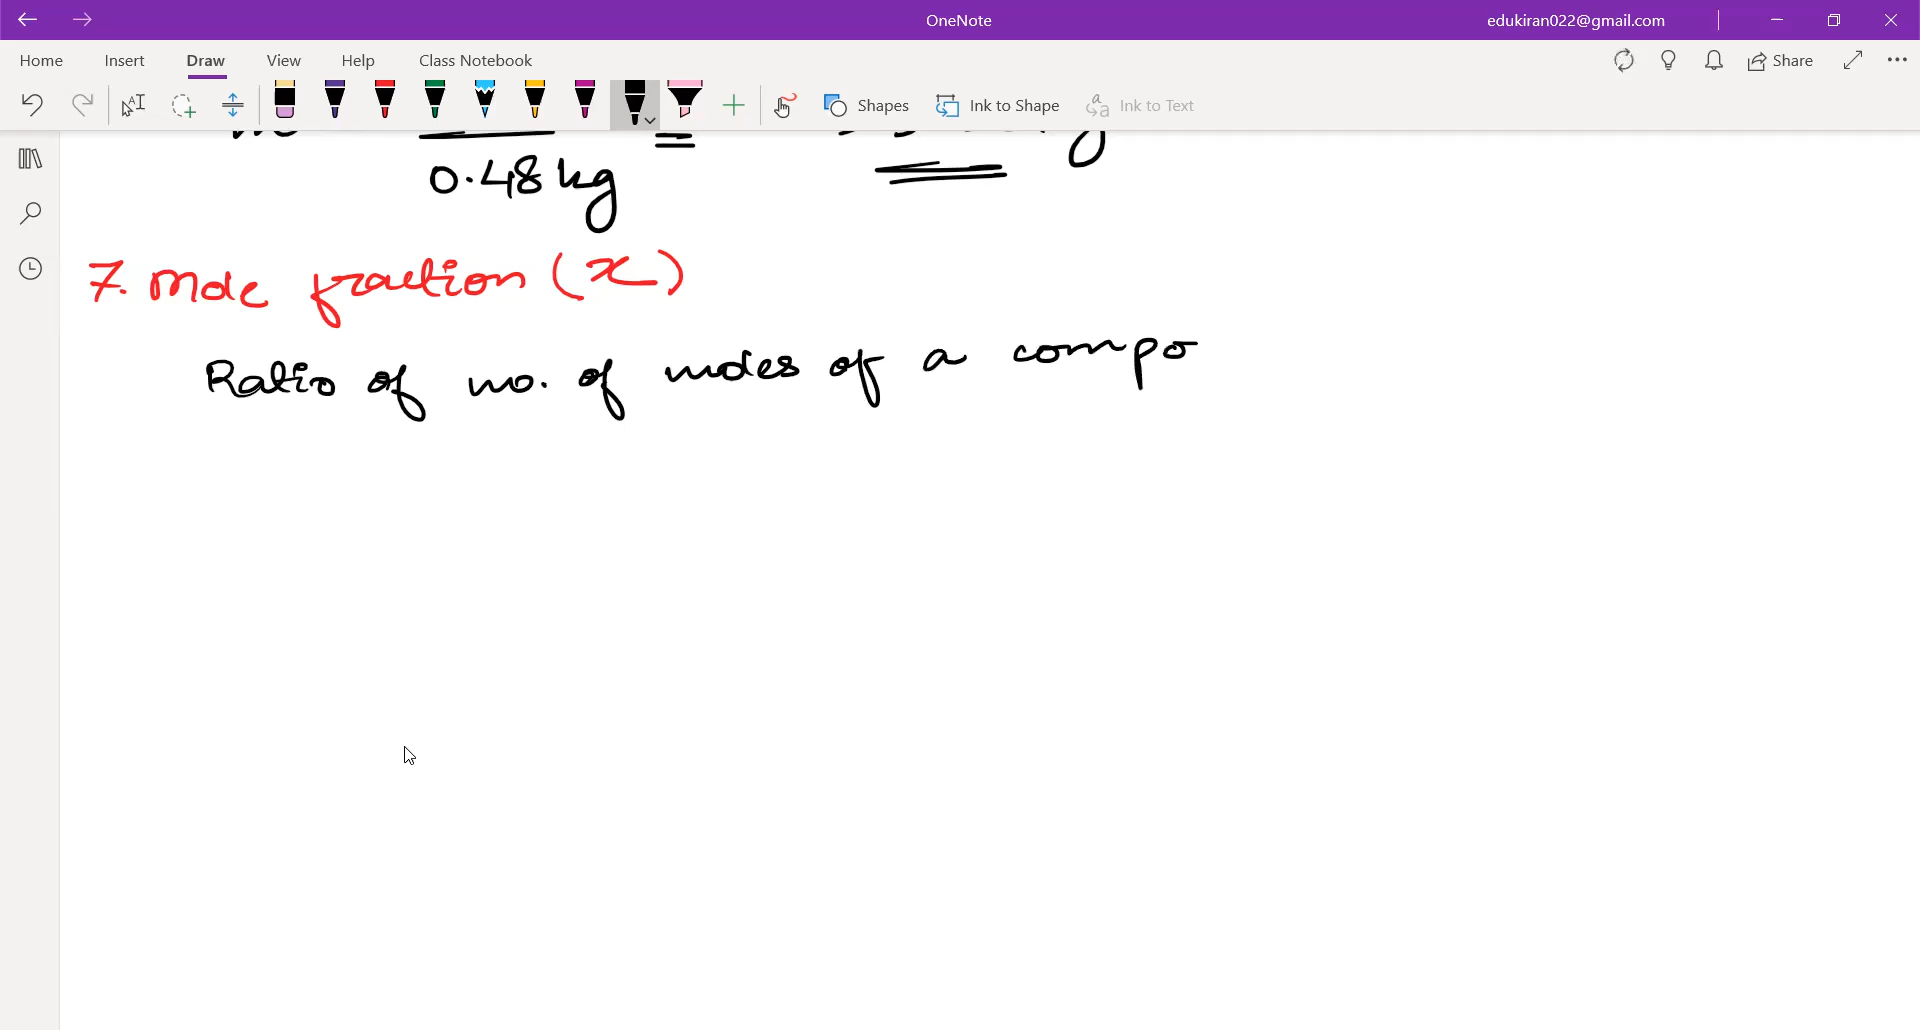 OneNote
edukiran022@gmail.com
Home Insert Draw View Help Class Notebook
Share
Shapes Ink to Shape Ink to Text
0.48 kg
7. Mole fraction (x)
Ratio of no. of moles of a compo